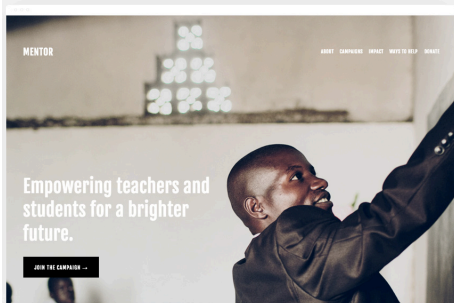 MENTOR
ABOUT CAMPAIGNS IMPACT WAYS TO HELP DONATE
Empowering teachers and
students for a brighter
future.
JOIN THE CAMPAIGN →